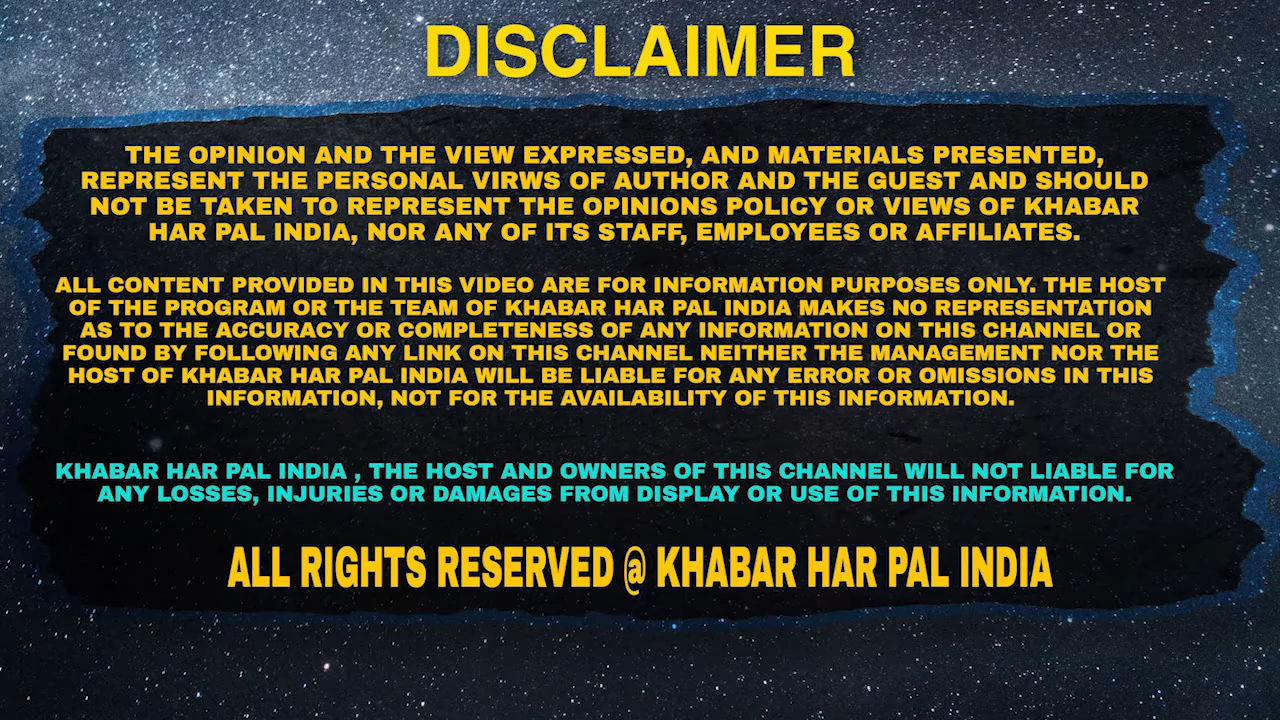 DISCLAIMER
THE OPINION AND THE VIEW EXPRESSED, AND MATERIALS PRESENTED,
REPRESENT THE PERSONAL VIRWS OF AUTHOR AND THE GUEST AND SHOULD
NOT BE TAKEN TO REPRESENT THE OPINIONS POLICY OR VIEWS OF KHABAR
HAR PAL INDIA, NOR ANY OF ITS STAFF, EMPLOYEES OR AFFILIATES.
ALL CONTENT PROVIDED IN THIS VIDEO ARE FOR INFORMATION PURPOSES ONLY. THE HOST
OF THE PROGRAM OR THE TEAM OF KHABAR HAR PAL INDIA MAKES NO REPRESENTATION
AS TO THE ACCURACY OR COMPLETENESS OF ANY INFORMATION ON THIS CHANNEL OR
FOUND BY FOLLOWING ANY LINK ON THIS CHANNEL NEITHER THE MANAGEMENT NOR THE
HOST OF KHABAR HAR PAL INDIA WILL BE LIABLE FOR ANY ERROR OR OMISSIONS IN THIS
INFORMATION, NOT FOR THE AVAILABILITY OF THIS INFORMATION.
KHABAR HAR PAL INDIA , THE HOST AND OWNERS OF THIS CHANNEL WILL NOT LIABLE FOR
ANY LOSSES, INJURIES OR DAMAGES FROM DISPLAY OR USE OF THIS INFORMATION.
ALL RIGHTS RESERVED @ KHABAR HAR PAL INDIA